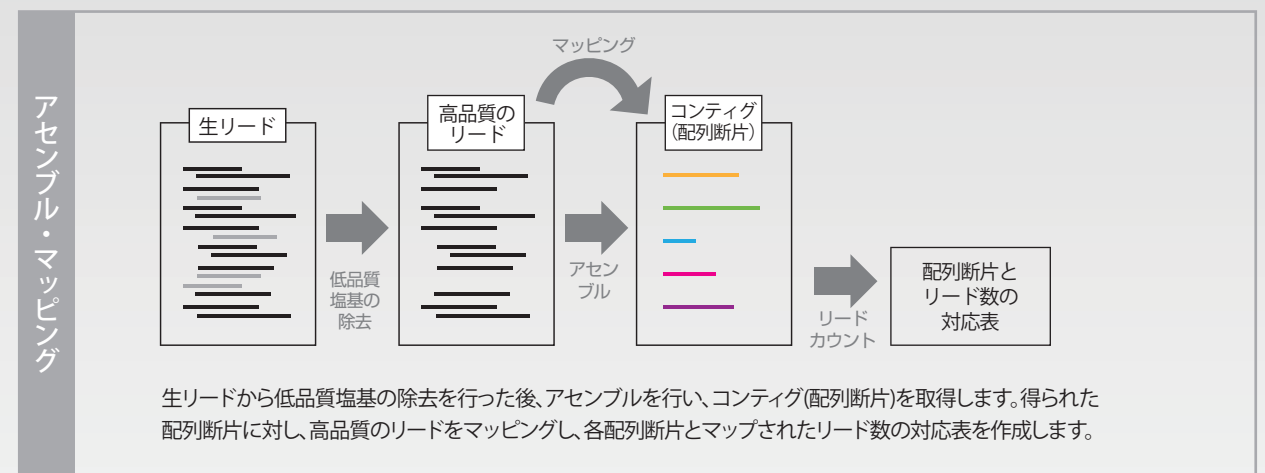 アセンブル・マッピング
マッピング
生リード
高品質の
リード
コンティグ
(配列断片)
低品質
塩基の
除去
アセン
ブル
リード
カウント
配列断片と
リード数の
対応表
生リードから低品質塩基の除去を行った後、アセンブルを行い、コンティグ(配列断片)を取得します。得られた
配列断片に対し、高品質のリードをマッピングし、各配列断片とマップされたリード数の対応表を作成します。